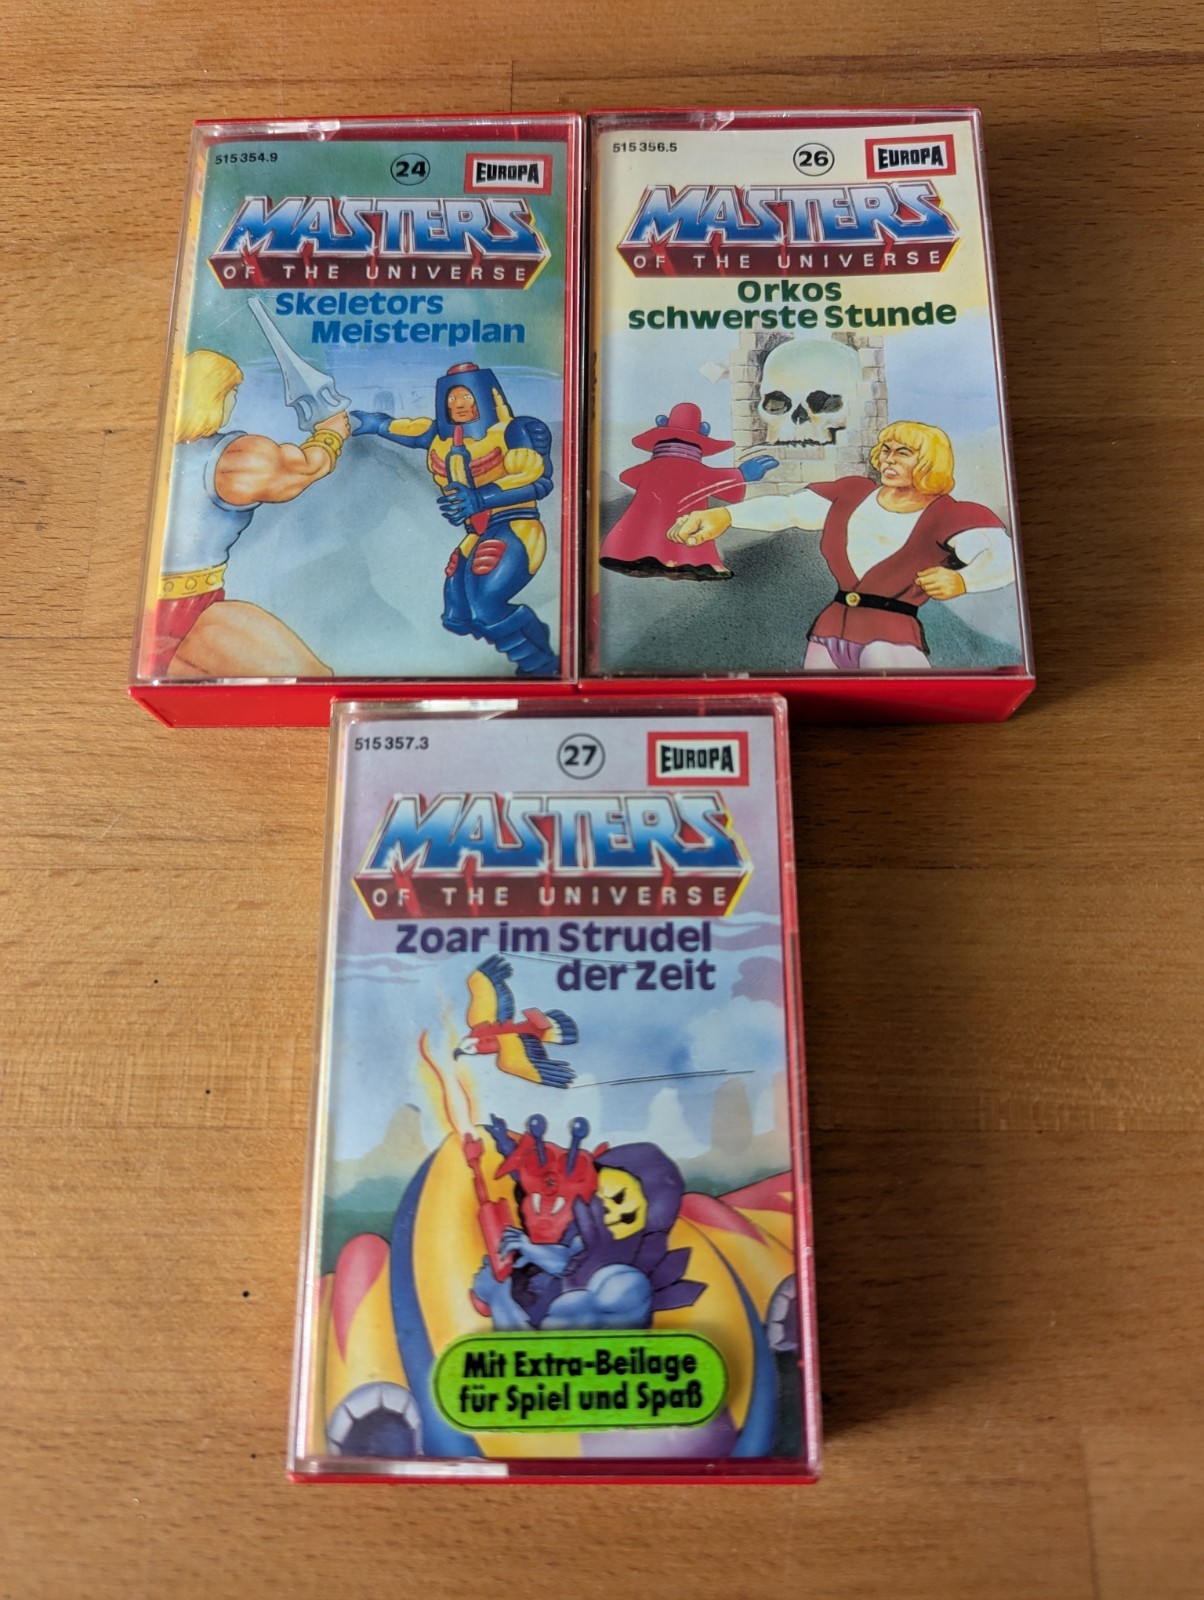 515 354.9
24
EUROPA
MASTERS
OF THE UNIVERSE
Skeletors
Meisterplan
515 356.5
26
EUROPA
MASTERS
OF THE UNIVERSE
Orkos
schwerste Stunde
515 357.3
27
EUROPA
MASTERS
OF THE UNIVERSE
Zoar im Strudel
der Zeit
Mit Extra-Beilage
für Spiel und Spaß